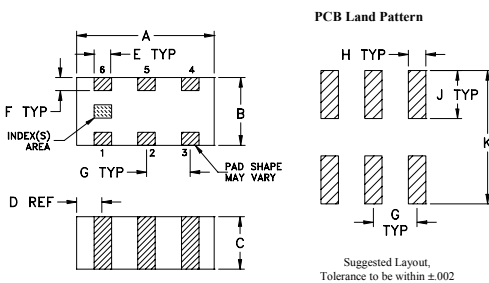 PCB Land Pattern
A
E TYP
H TYP
6 5 4
F TYP
J TYP
B
K
INDEX(S)
AREA
1 2 3
G TYP
PAD SHAPE
MAY VARY
D REF
G
TYP
C
Suggested Layout,
Tolerance to be within ±.002